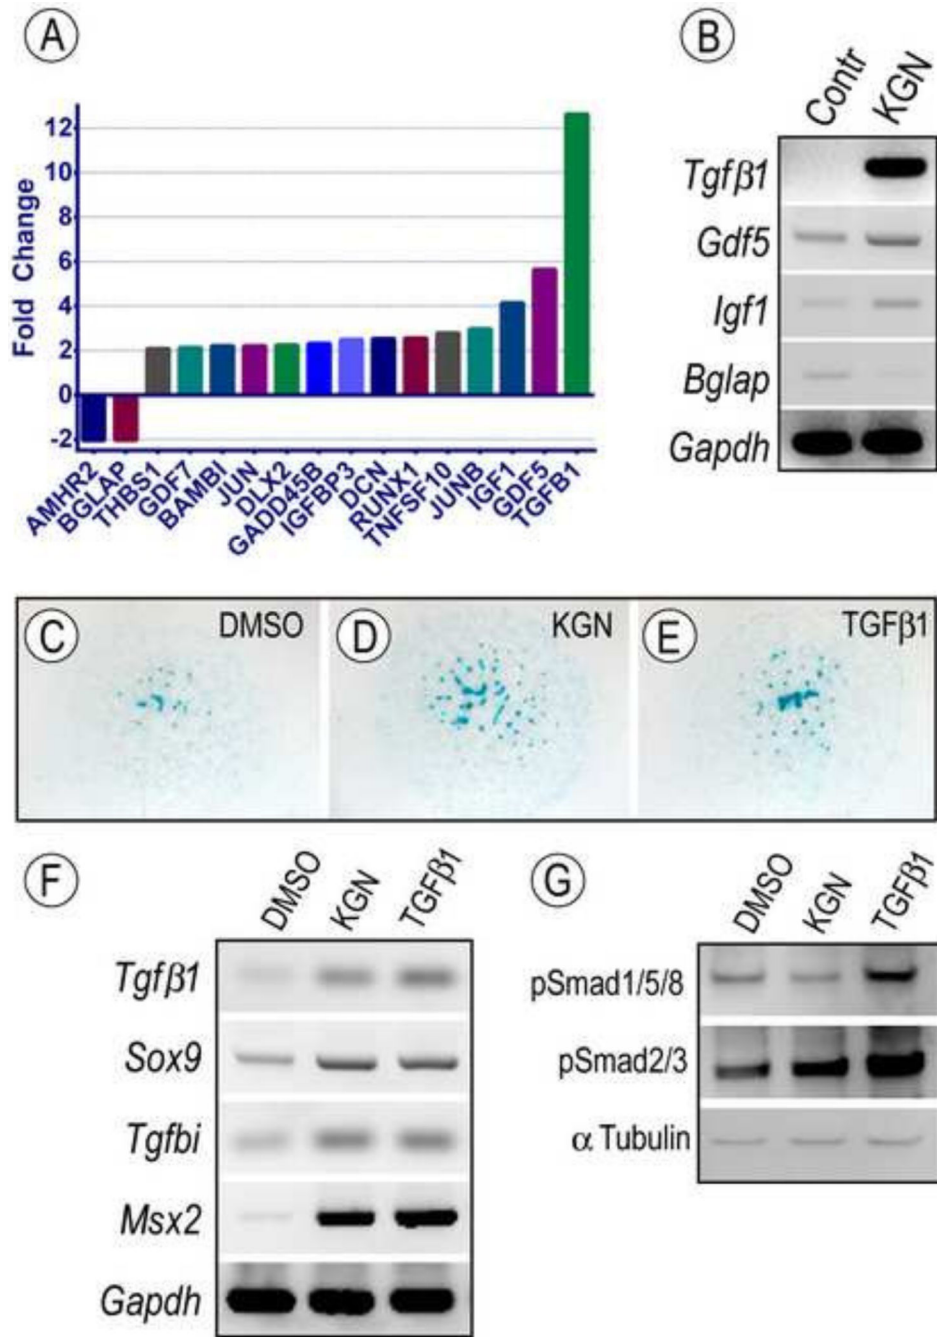 A
Fold Change
12
10
8
6
4
2
0
-2
AMHR2
BGLAP
THBS1
GDF7
BAMBI
JUN
DLX2
GADD45B
IGFBP3
DCN
RUNX1
TNFSF10
JUNB
IGF1
GDF5
TGFB1
B
Contr KGN
Tgfβ1
Gdf5
Igf1
Bglap
Gapdh
C DMSO
D KGN
E TGFβ1
F
DMSO KGN TGFβ1
Tgfβ1
Sox9
Tgfbi
Msx2
Gapdh
G
DMSO KGN TGFβ1
pSmad1/5/8
pSmad2/3
α Tubulin